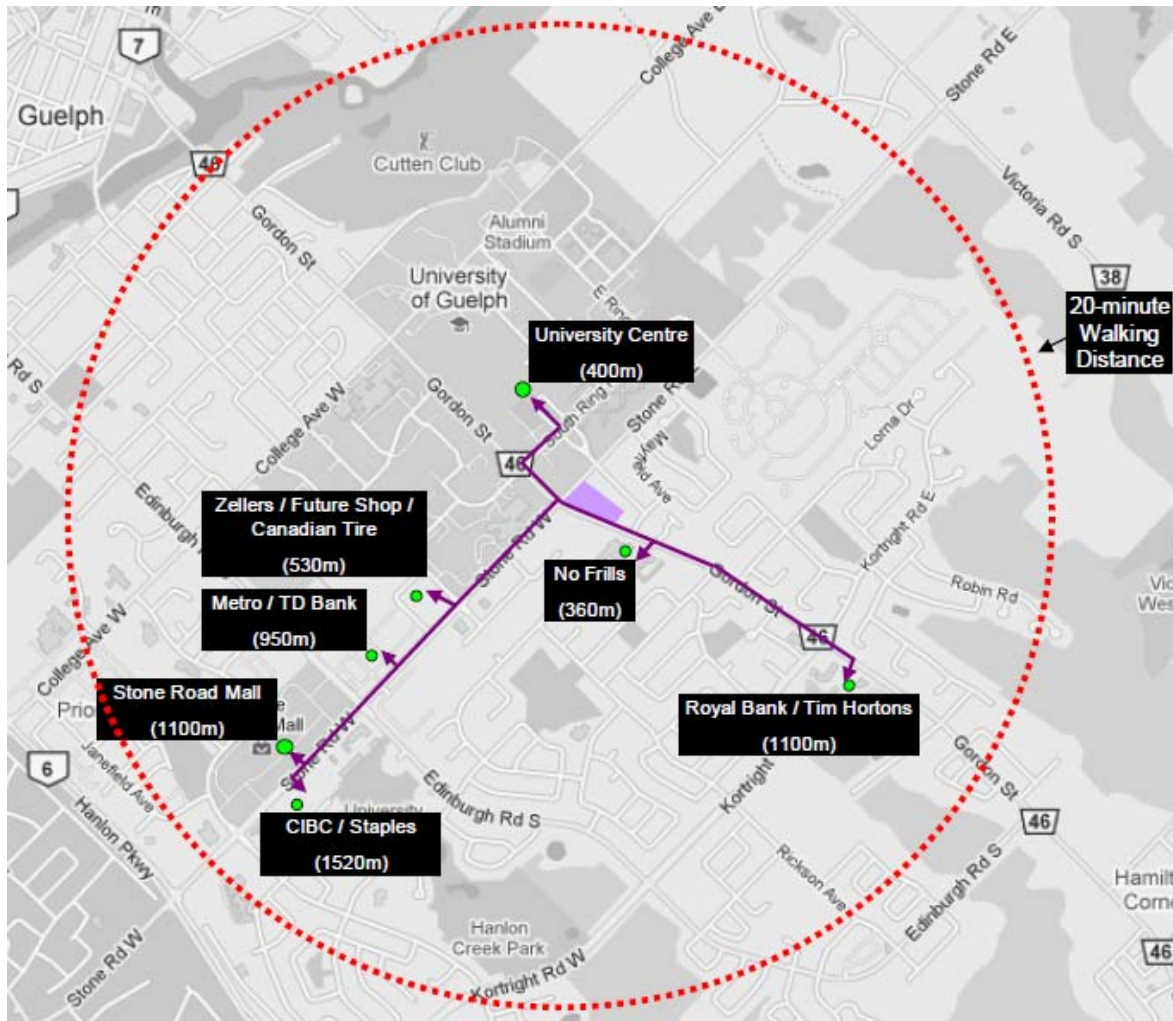 7
Guelph
College Ave E
Stone Rd E
46
Cutten Club
Gordon St
Alumni
Stadium
Victoria Rd S
University
of Guelph
38
20-minute
Walking
Distance
University Centre
(400m)
College Ave W
Gordon St
South Ring
Stone Rd
Lorna Dr
46
Edinburgh
Zellers / Future Shop /
Canadian Tire
(530m)
Stone Rd W
Kortright Rd E
No Frills
(360m)
Gordon St
Robin Rd
Metro / TD Bank
(950m)
College Ave W
46
Stone Road Mall
(1100m)
Mall
Royal Bank / Tim Hortons
(1100m)
Stone Rd W
6
Janefield Ave
Hanlon Pkwy
Edinburgh Rd S
Kortright
Gordon St
University
CIBC / Staples
(1520m)
46
Rickson Ave
Edinburgh Rd S
Hanlon
Creek Park
Stone Rd W
Kortright Rd W
46